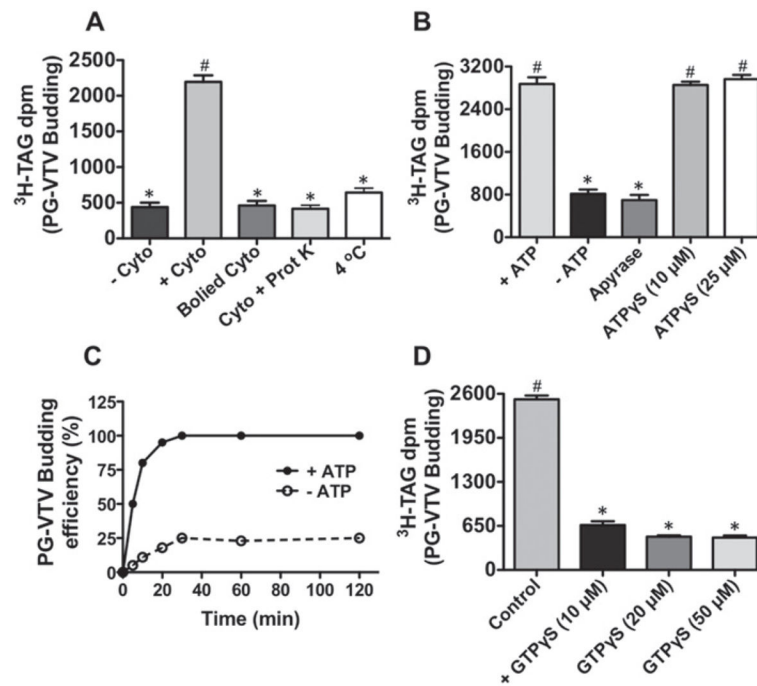 A
³H-TAG dpm
(PG-VTV Budding)
2500
2000
1500
1000
500
0
* # * * *
- Cyto
+ Cyto
Bolied Cyto
Cyto + Prot K
4 °C
B
³H-TAG dpm
(PG-VTV Budding)
3200
2400
1600
800
0
# * * # #
+ ATP
- ATP
Apyrase
ATPγS (10 µM)
ATPγS (25 µM)
C
PG-VTV Budding
efficiency (%)
125
100
75
50
25
0
+ ATP
- ATP
0 20 40 60 80 100 120
Time (min)
D
³H-TAG dpm
(PG-VTV Budding)
2600
1950
1300
650
0
# * * *
Control
+ GTPγS (10 µM)
GTPγS (20 µM)
GTPγS (50 µM)